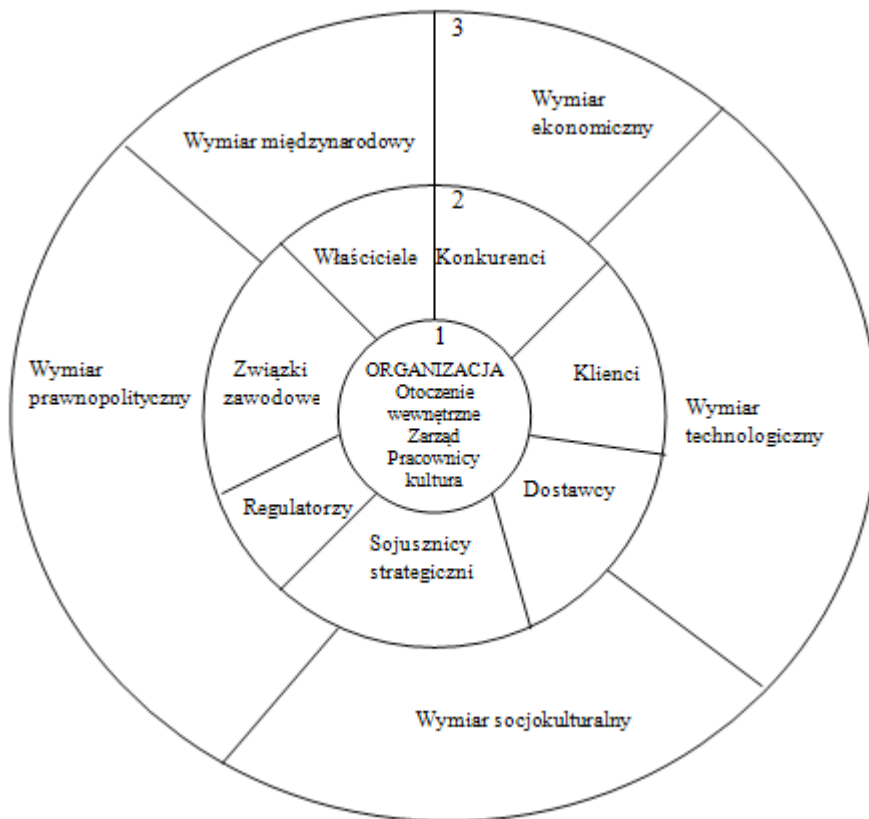 3
Wymiar
ekonomiczny
Wymiar międzynarodowy
2
Właściciele
Konkurenci
1
ORGANIZACJA
Otoczenie
wewnętrzne
Zarząd
Pracownicy
kultura
Związki
zawodowe
Klienci
Wymiar
prawnopolityczny
Wymiar
technologiczny
Dostawcy
Regulatorzy
Sojusznicy
strategiczni
Wymiar socjokulturalny